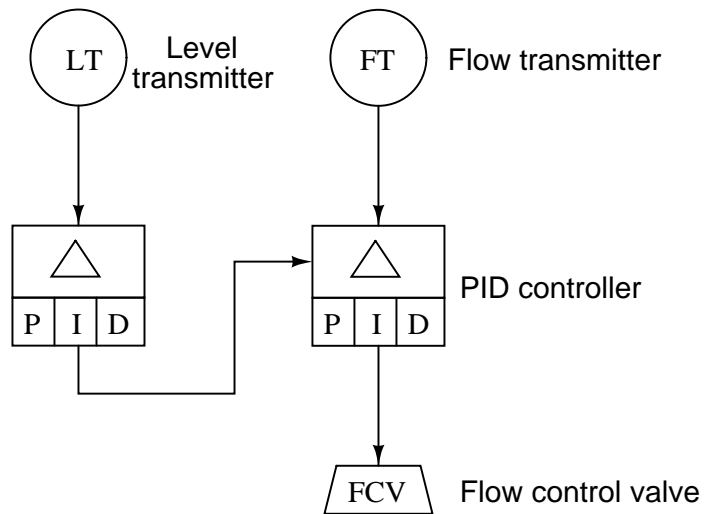 LT
Level
transmitter
FT
Flow transmitter
P I D
P I D
PID controller
FCV
Flow control valve